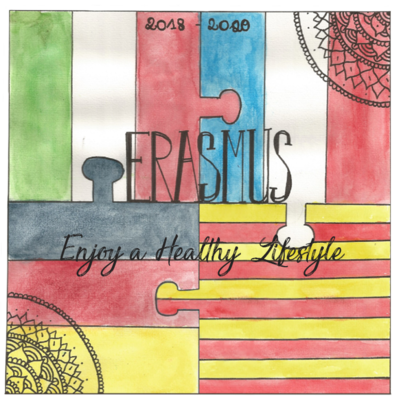 2018 - 2020
ERASMUS
Enjoy a Healthy Lifestyle